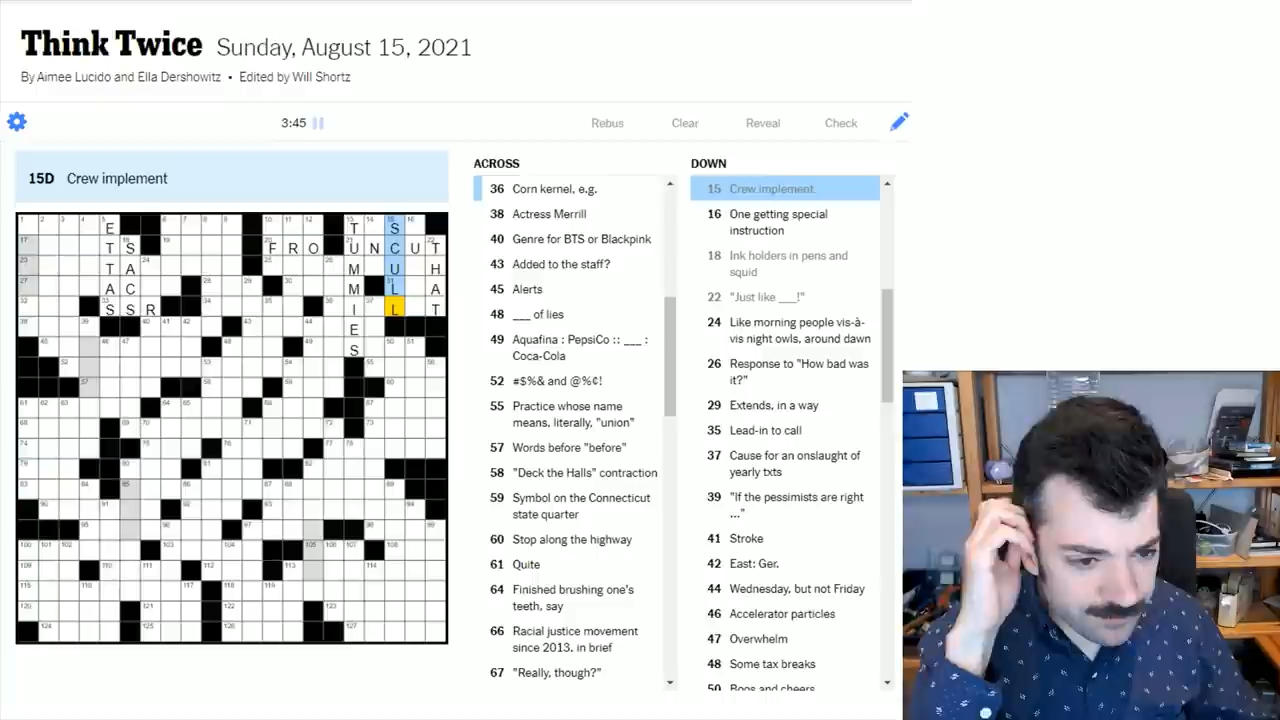 Think Twice Sunday, August 15, 2021
By Aimee Lucido and Ella Dershowitz • Edited by Will Shortz
3:45
Rebus
Clear
Reveal
Check
15D Crew implement
E
T
T
A
S
S
A
C
S
R
F R O
T U N C U T
U
M
M
I
E
S
S
C
U
L
L
T
H
A
T
ACROSS
36 Corn kernel, e.g.
38 Actress Merrill
40 Genre for BTS or Blackpink
43 Added to the staff?
45 Alerts
48 ___ of lies
49 Aquafina : PepsiCo :: ___ :
Coca-Cola
52 #$%& and @%¢!
55 Practice whose name
means, literally, "union"
57 Words before "before"
58 "Deck the Halls" contraction
59 Symbol on the Connecticut
state quarter
60 Stop along the highway
61 Quite
64 Finished brushing one's
teeth, say
66 Racial justice movement
since 2013, in brief
67 "Really, though?"
DOWN
15 Crew implement
16 One getting special
instruction
18 Ink holders in pens and
squid
22 "Just like ___!"
24 Like morning people vis-à-
vis night owls, around dawn
26 Response to "How bad was
it?"
29 Extends, in a way
35 Lead-in to call
37 Cause for an onslaught of
yearly txts
39 "If the pessimists are right
..."
41 Stroke
42 East: Ger.
44 Wednesday, but not Friday
46 Accelerator particles
47 Overwhelm
48 Some tax breaks
50 Boos and cheers